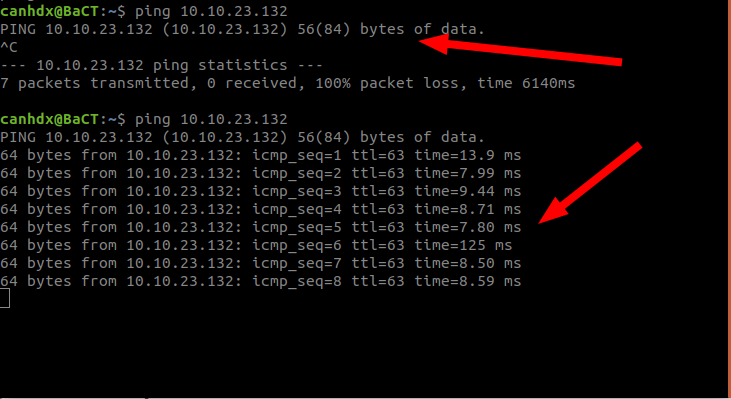 canhdx@BaCT:~$ ping 10.10.23.132
PING 10.10.23.132 (10.10.23.132) 56(84) bytes of data.
^C
--- 10.10.23.132 ping statistics ---
7 packets transmitted, 0 received, 100% packet loss, time 6140ms
canhdx@BaCT:~$ ping 10.10.23.132
PING 10.10.23.132 (10.10.23.132) 56(84) bytes of data.
64 bytes from 10.10.23.132: icmp_seq=1 ttl=63 time=13.9 ms
64 bytes from 10.10.23.132: icmp_seq=2 ttl=63 time=7.99 ms
64 bytes from 10.10.23.132: icmp_seq=3 ttl=63 time=9.44 ms
64 bytes from 10.10.23.132: icmp_seq=4 ttl=63 time=8.71 ms
64 bytes from 10.10.23.132: icmp_seq=5 ttl=63 time=7.80 ms
64 bytes from 10.10.23.132: icmp_seq=6 ttl=63 time=125 ms
64 bytes from 10.10.23.132: icmp_seq=7 ttl=63 time=8.50 ms
64 bytes from 10.10.23.132: icmp_seq=8 ttl=63 time=8.59 ms